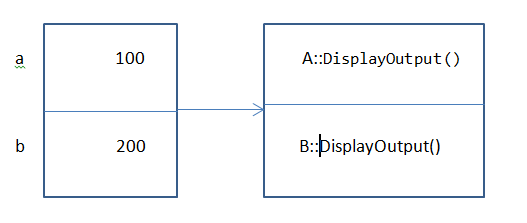 a 100 A::DisplayOutput()
b 200 B::DisplayOutput()